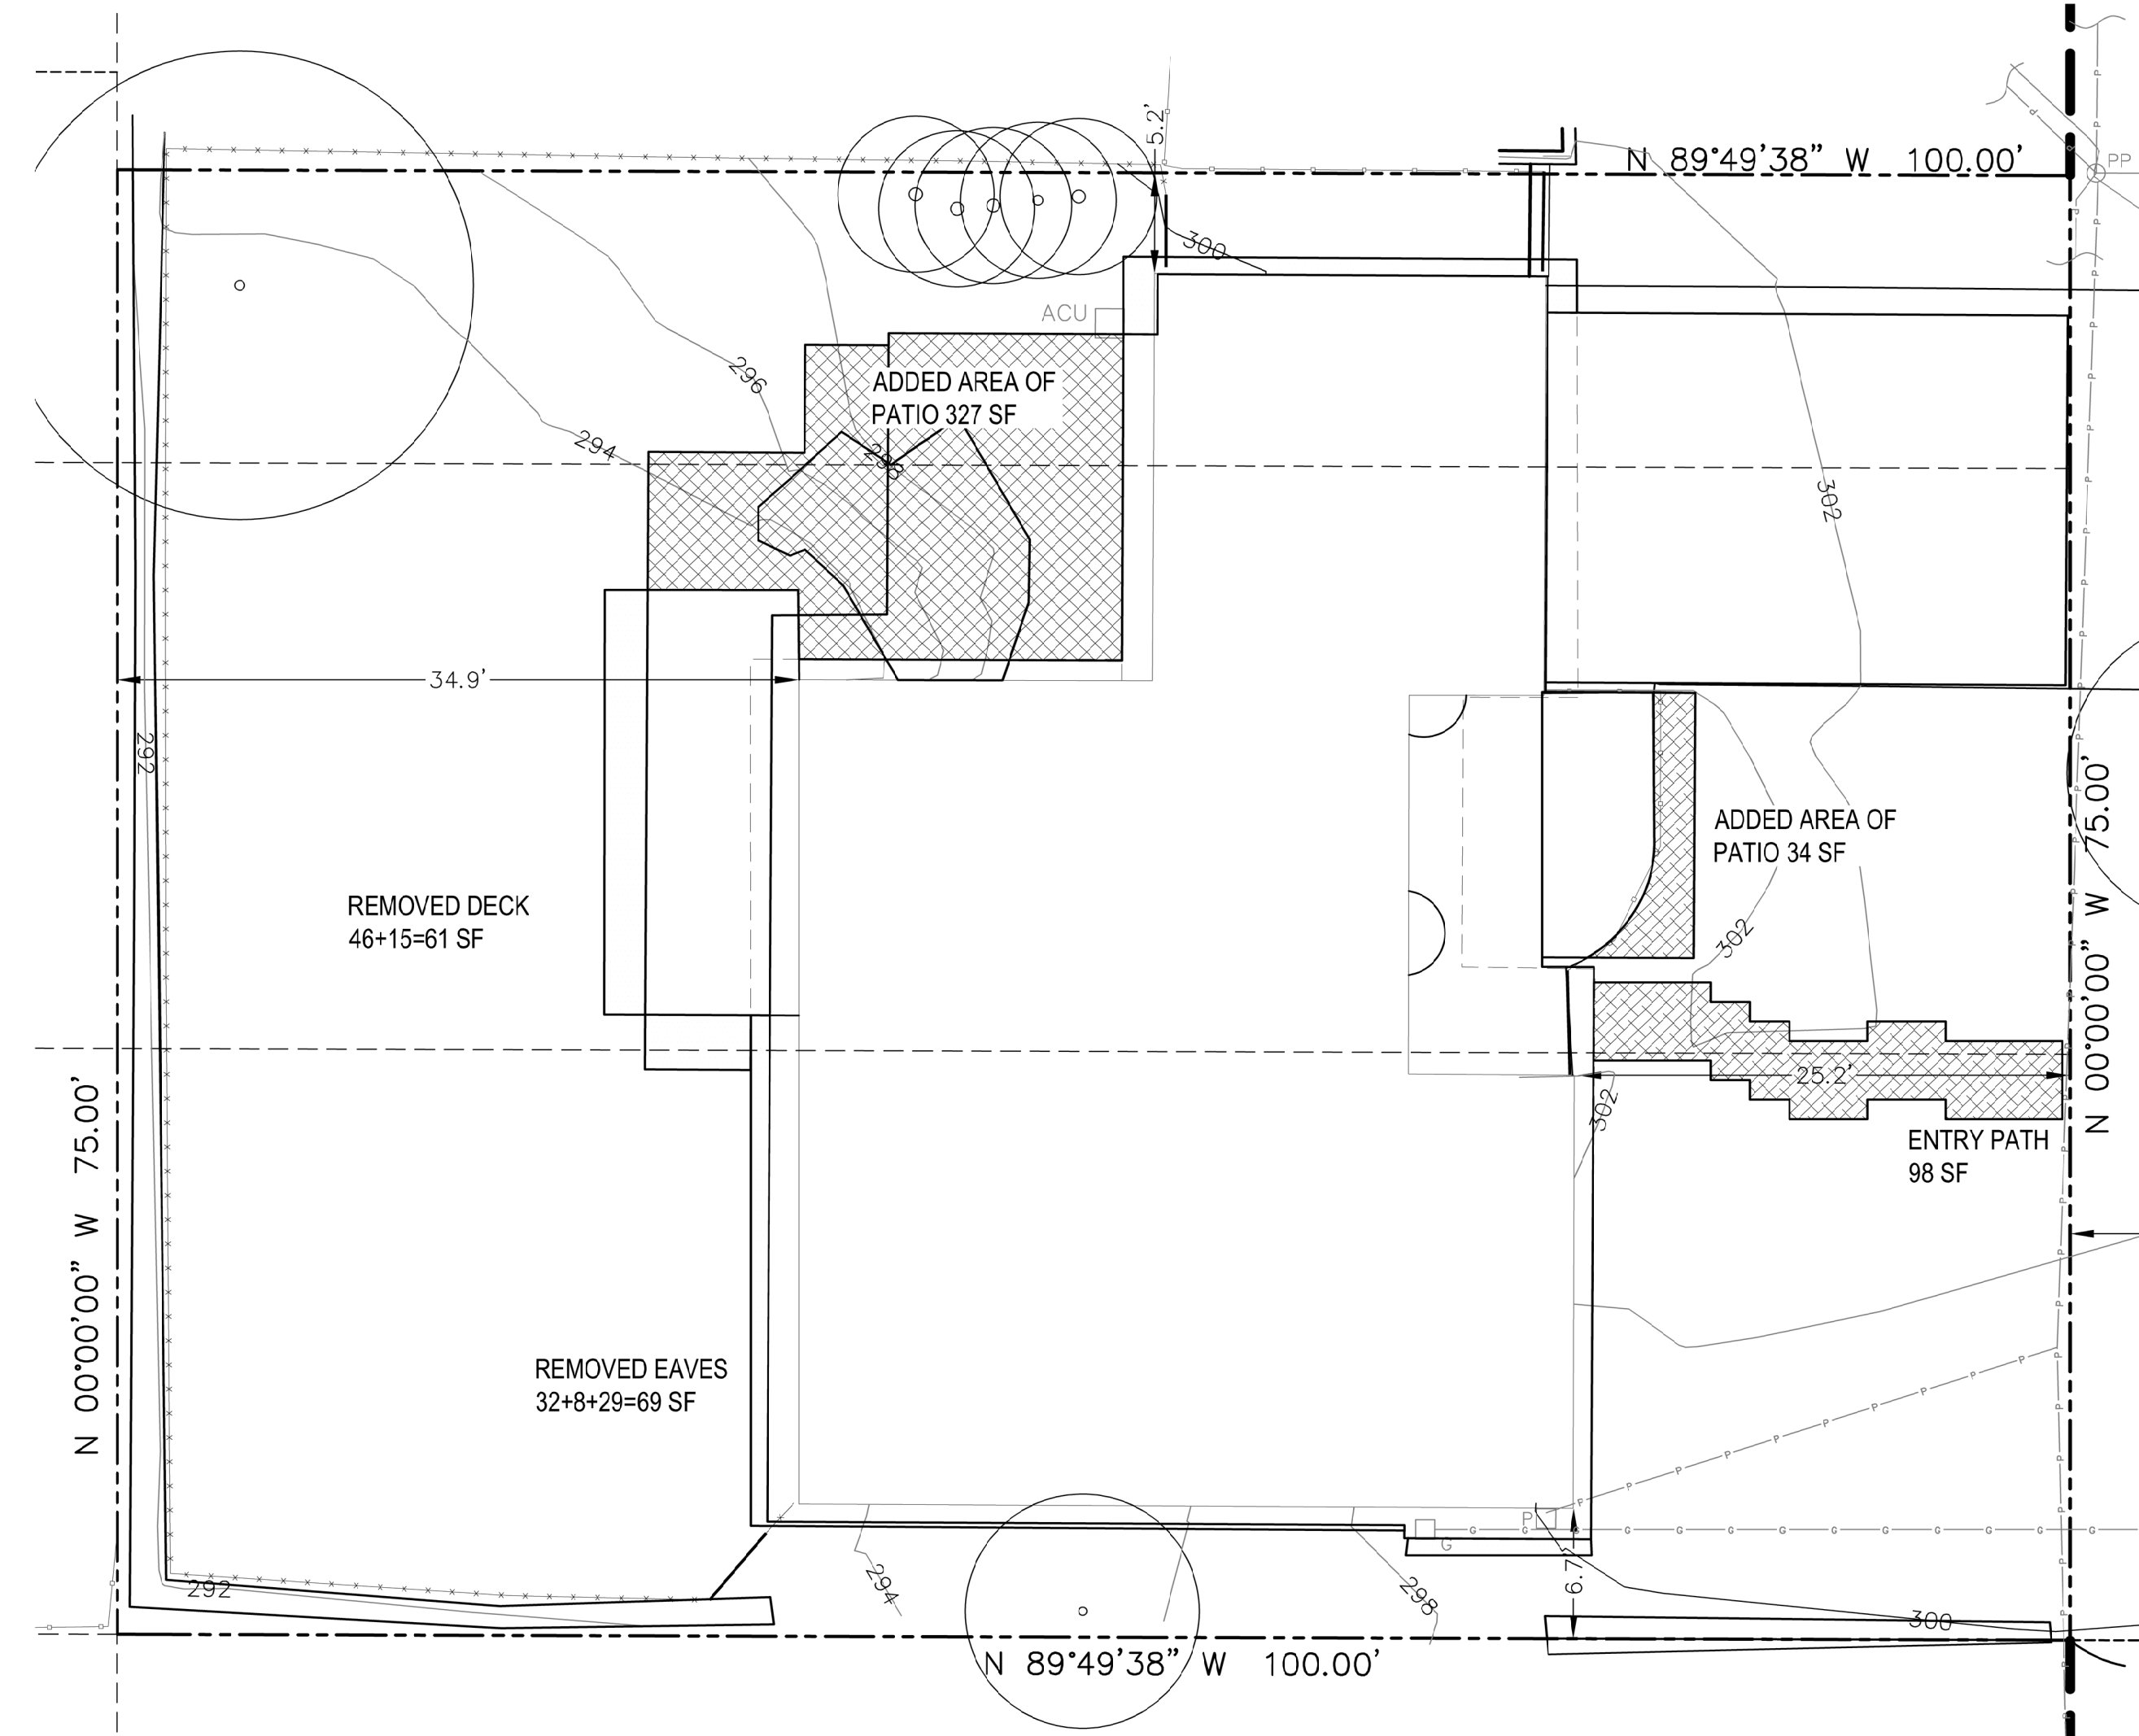 5.2'
N 89°49'38" W 100.00'
PP
300
ACU
296
ADDED AREA OF
PATIO 327 SF
294
298
302
34.9'
292
ADDED AREA OF
PATIO 34 SF
N 00°00'00" W 75.00'
REMOVED DECK
46+15=61 SF
302
25.2'
302
ENTRY PATH
98 SF
N 00°00'00" W 75.00'
REMOVED EAVES
32+8+29=69 SF
P
G
G G G G G G G G G G G G
6.7'
292
294
298
300
N 89°49'38" W 100.00'